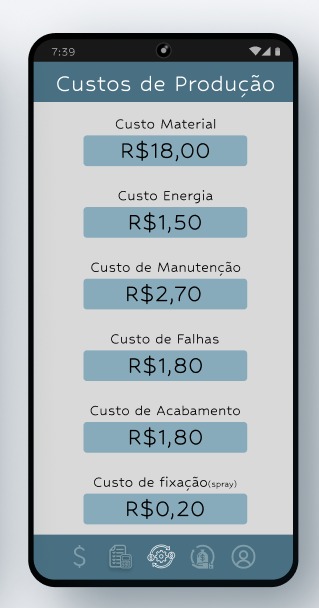 7:39
Custos de Produção
Custo Material
R$18,00
Custo Energia
R$1,50
Custo de Manutenção
R$2,70
Custo de Falhas
R$1,80
Custo de Acabamento
R$1,80
Custo de fixação(spray)
R$0,20